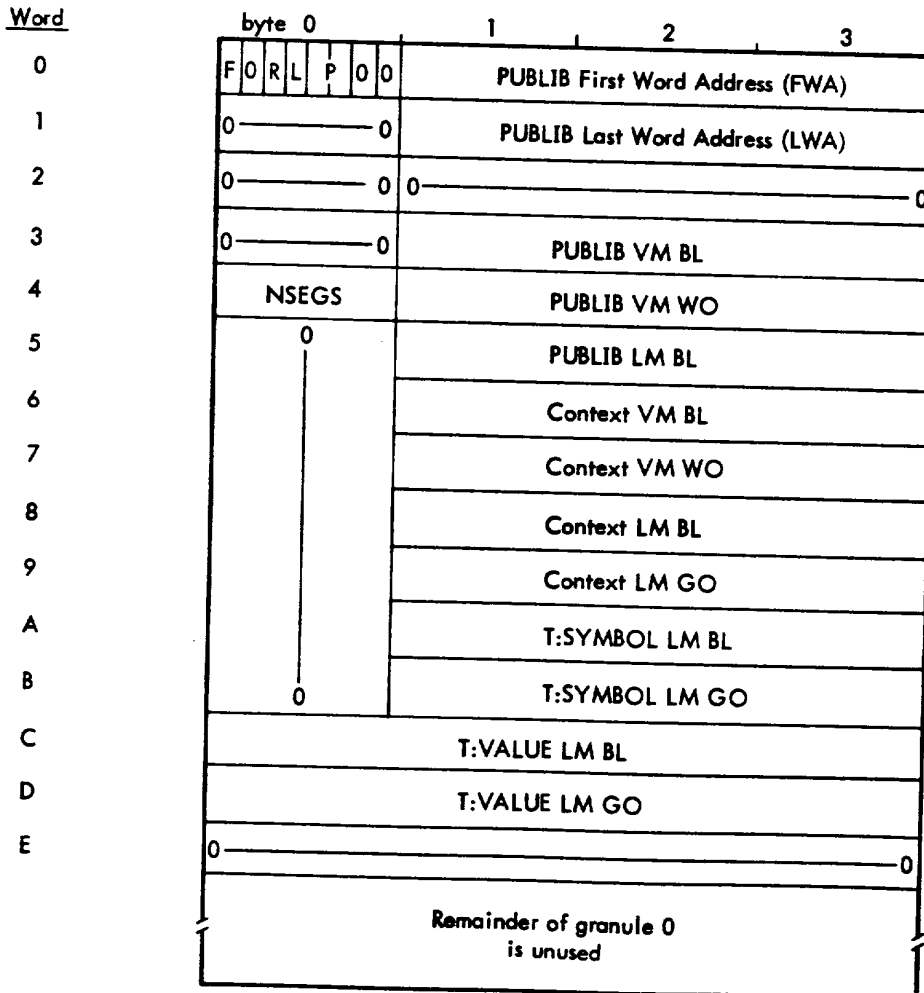 Word byte 0 1 2 3
0 F 0 R L P 0 0 PUBLIB First Word Address (FWA)
1 0 0 PUBLIB Last Word Address (LWA)
2 0 0 0 0
3 0 0 PUBLIB VM BL
4 NSEGS PUBLIB VM WO
5 0 PUBLIB LM BL
6 Context VM BL
7 Context VM WO
8 Context LM BL
9 Context LM GO
A T:SYMBOL LM BL
B 0 T:SYMBOL LM GO
C T:VALUE LM BL
D T:VALUE LM GO
E 0 0
Remainder of granule 0
is unused